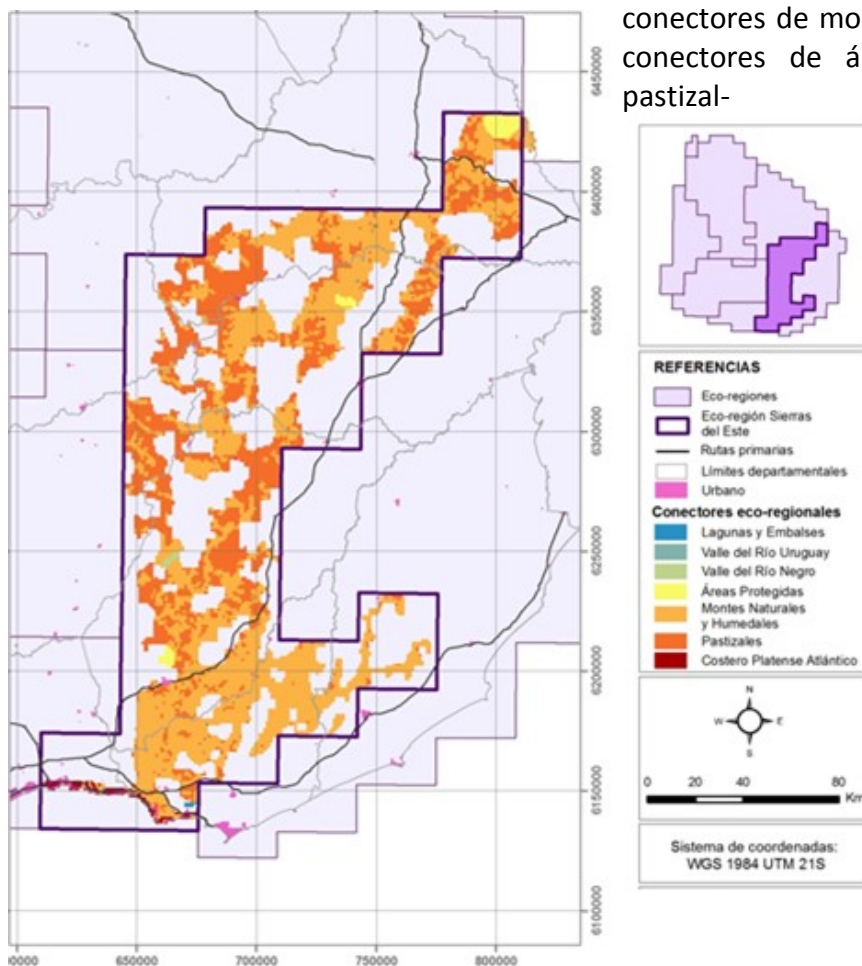 conectores de mo
conectores de á
pastizal-
6450000
6400000
6350000
6300000
6250000
6200000
6150000
6100000
00000
650000
700000
750000
800000
REFERENCIAS
Eco-regiones
Eco-región Sierras
del Este
Rutas primarias
Límites departamentales
Urbano
Conectores eco-regionales
Lagunas y Embalses
Valle del Río Uruguay
Valle del Río Negro
Áreas Protegidas
Montes Naturales
y Humedales
Pastizales
Costero Platense Atlántico
N
W E
S
0 20 40 80
Km
Sistema de coordenadas:
WGS 1984 UTM 21S